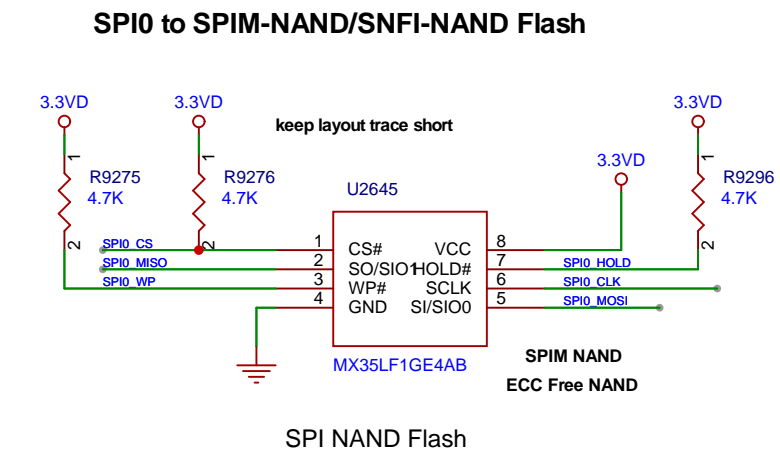 SPI0 to SPIM-NAND/SNFI-NAND Flash
3.3VD
3.3VD
3.3VD
keep layout trace short
3.3VD
1
R9275
4.7K
2
1
R9276
4.7K
2
1
R9296
4.7K
2
U2645
SPI0_CS
1
CS#
VCC
8
SPI0_MISO
2
SO/SIO1
HOLD#
7
SPI0_HOLD
SPI0_WP
3
WP#
SCLK
6
SPI0_CLK
4
GND
SI/SIO0
5
SPI0_MOSI
MX35LF1GE4AB
SPIM NAND
ECC Free NAND
SPI NAND Flash